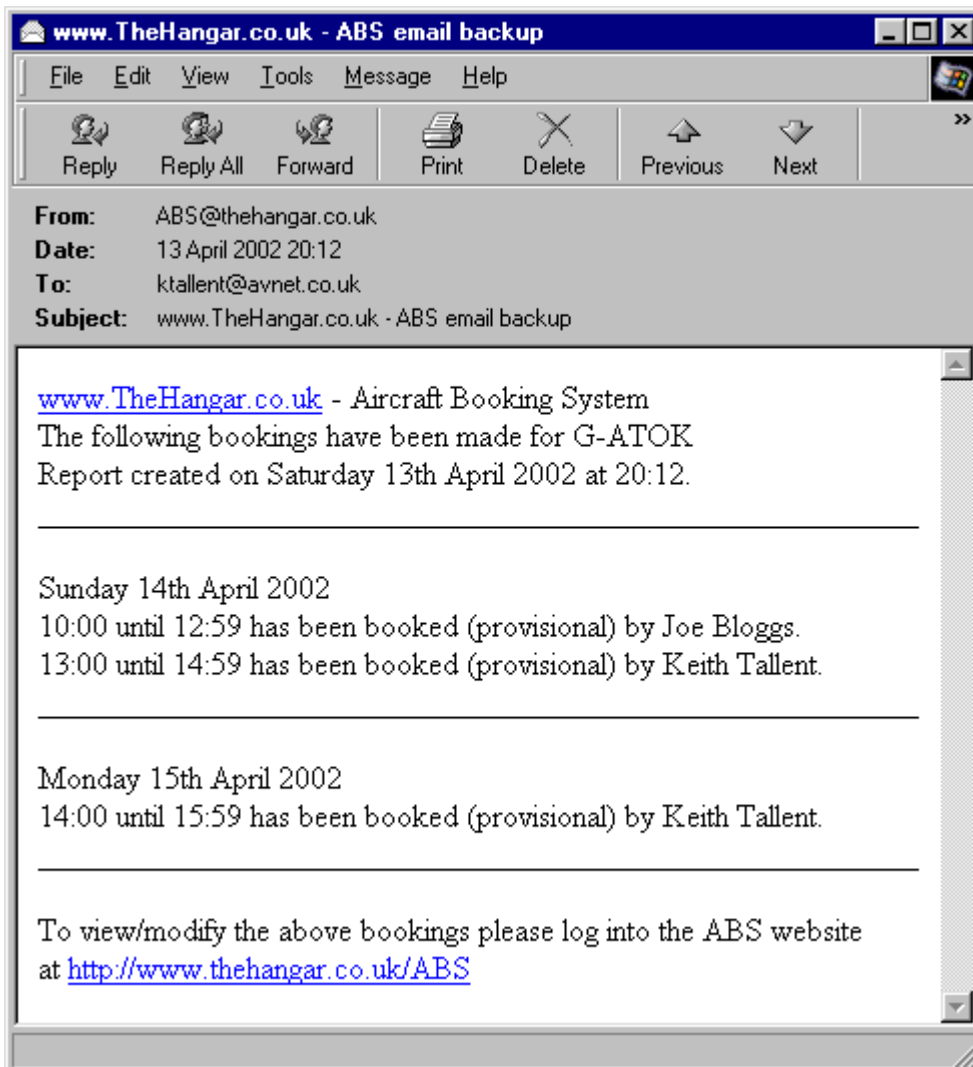 www.TheHangar.co.uk - ABS email backup
File Edit View Tools Message Help
Reply Reply All Forward Print Delete Previous Next
From: ABS@thehangar.co.uk
Date: 13 April 2002 20:12
To: ktallent@avnet.co.uk
Subject: www.TheHangar.co.uk - ABS email backup
www.TheHangar.co.uk - Aircraft Booking System
The following bookings have been made for G-ATOK
Report created on Saturday 13th April 2002 at 20:12.
Sunday 14th April 2002
10:00 until 12:59 has been booked (provisional) by Joe Bloggs.
13:00 until 14:59 has been booked (provisional) by Keith Tallent.
Monday 15th April 2002
14:00 until 15:59 has been booked (provisional) by Keith Tallent.
To view/modify the above bookings please log into the ABS website
at http://www.thehangar.co.uk/ABS